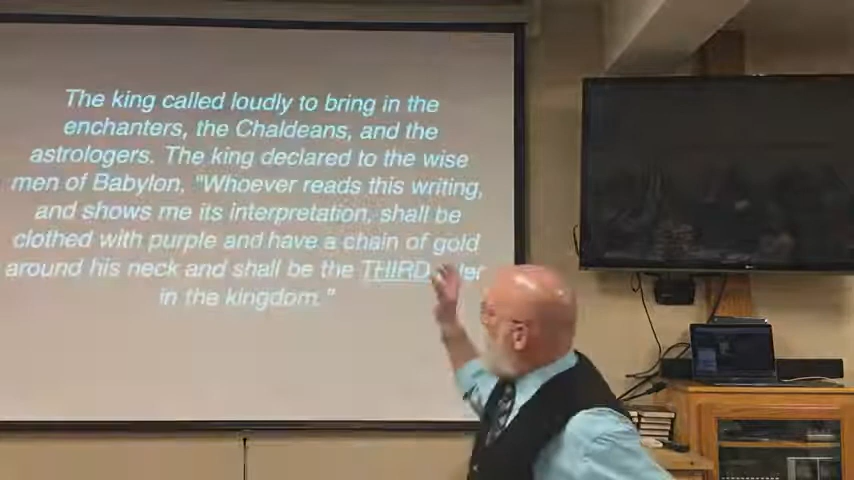 The king called loudly to bring in the
enchanters, the Chaldeans, and the
astrologers. The king declared to the wise
men of Babylon, "Whoever reads this writing,
and shows me its interpretation, shall be
clothed with purple and have a chain of gold
around his neck and shall be the THIRD
in the kingdom."